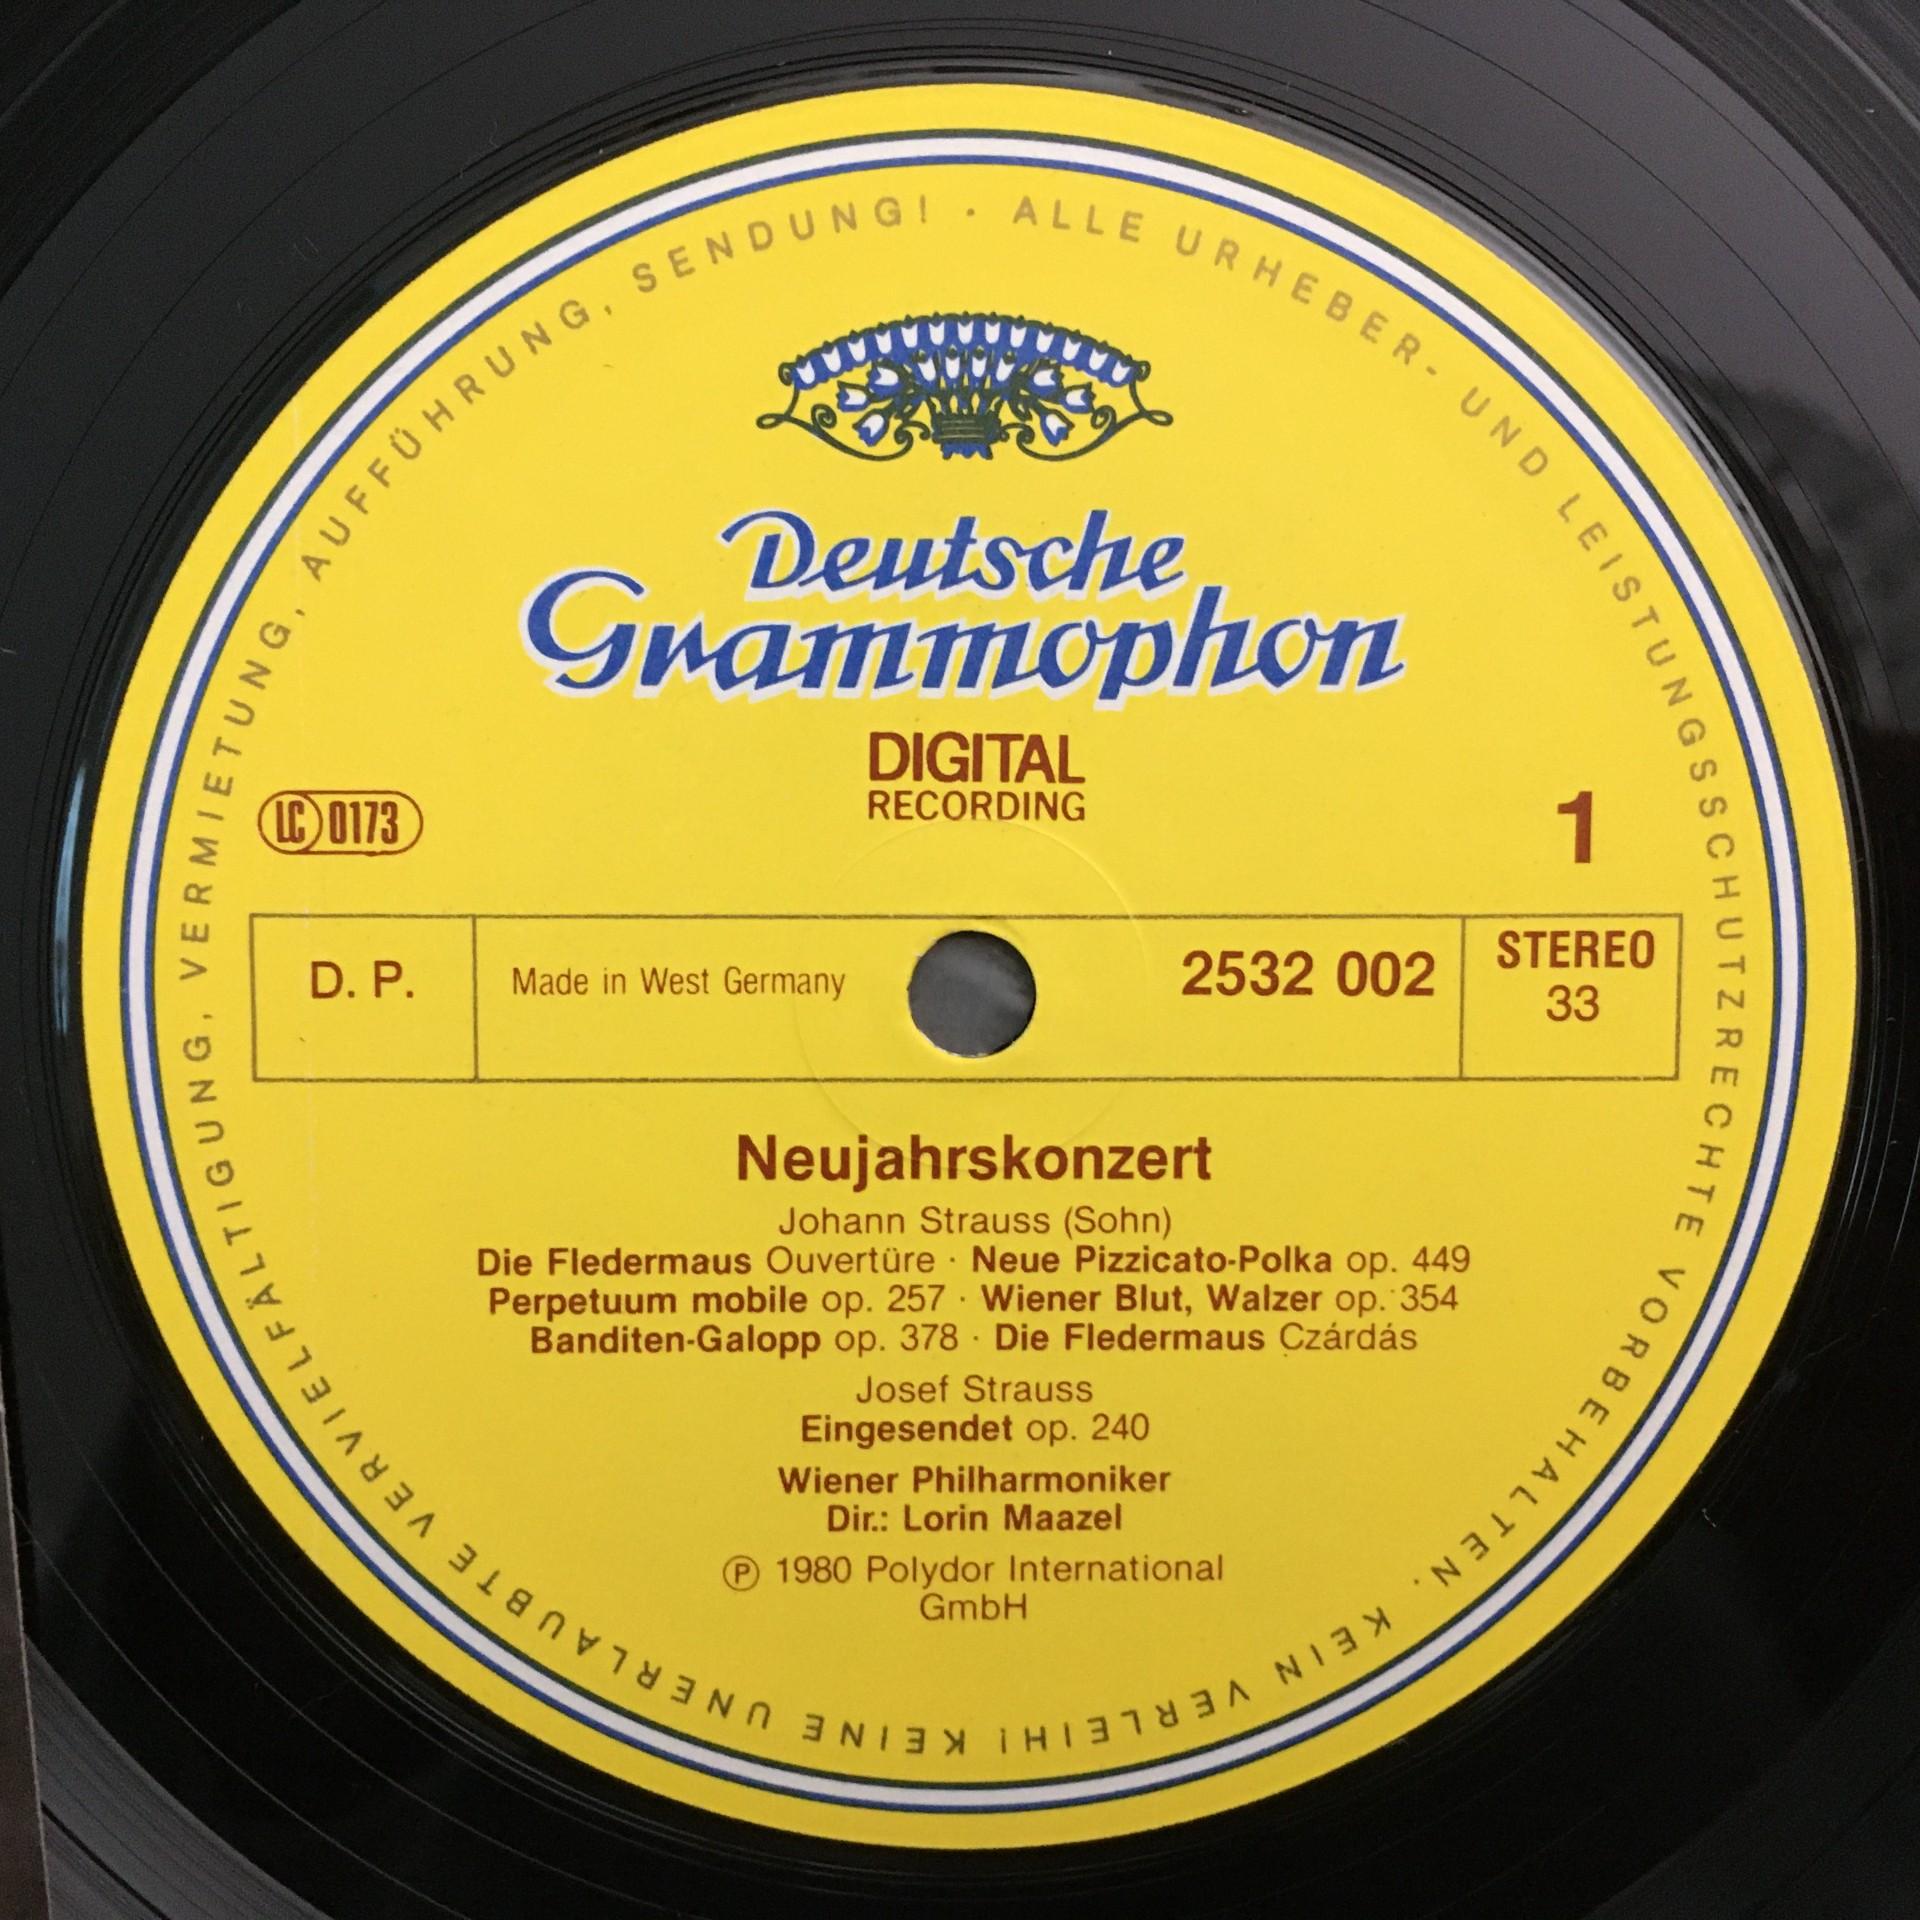 ALLE URHEBER- UND LEISTUNGSSCHUTZRECHTE VORBEHALTEN. KEIN VERLEIH! KEINE UNERLAUBTE VERVIELFÄLTIGUNG, VERMIETUNG, AUFFÜHRUNG, SENDUNG! ·
Deutsche
Grammophon
DIGITAL
RECORDING
LC 0173
1
D. P.
Made in West Germany
2532 002
STEREO
33
Neujahrskonzert
Johann Strauss (Sohn)
Die Fledermaus Ouvertüre · Neue Pizzicato-Polka op. 449
Perpetuum mobile op. 257 · Wiener Blut, Walzer op. 354
Banditen-Galopp op. 378 · Die Fledermaus Czárdás
Josef Strauss
Eingesendet op. 240
Wiener Philharmoniker
Dir.: Lorin Maazel
Ⓟ 1980 Polydor International
GmbH